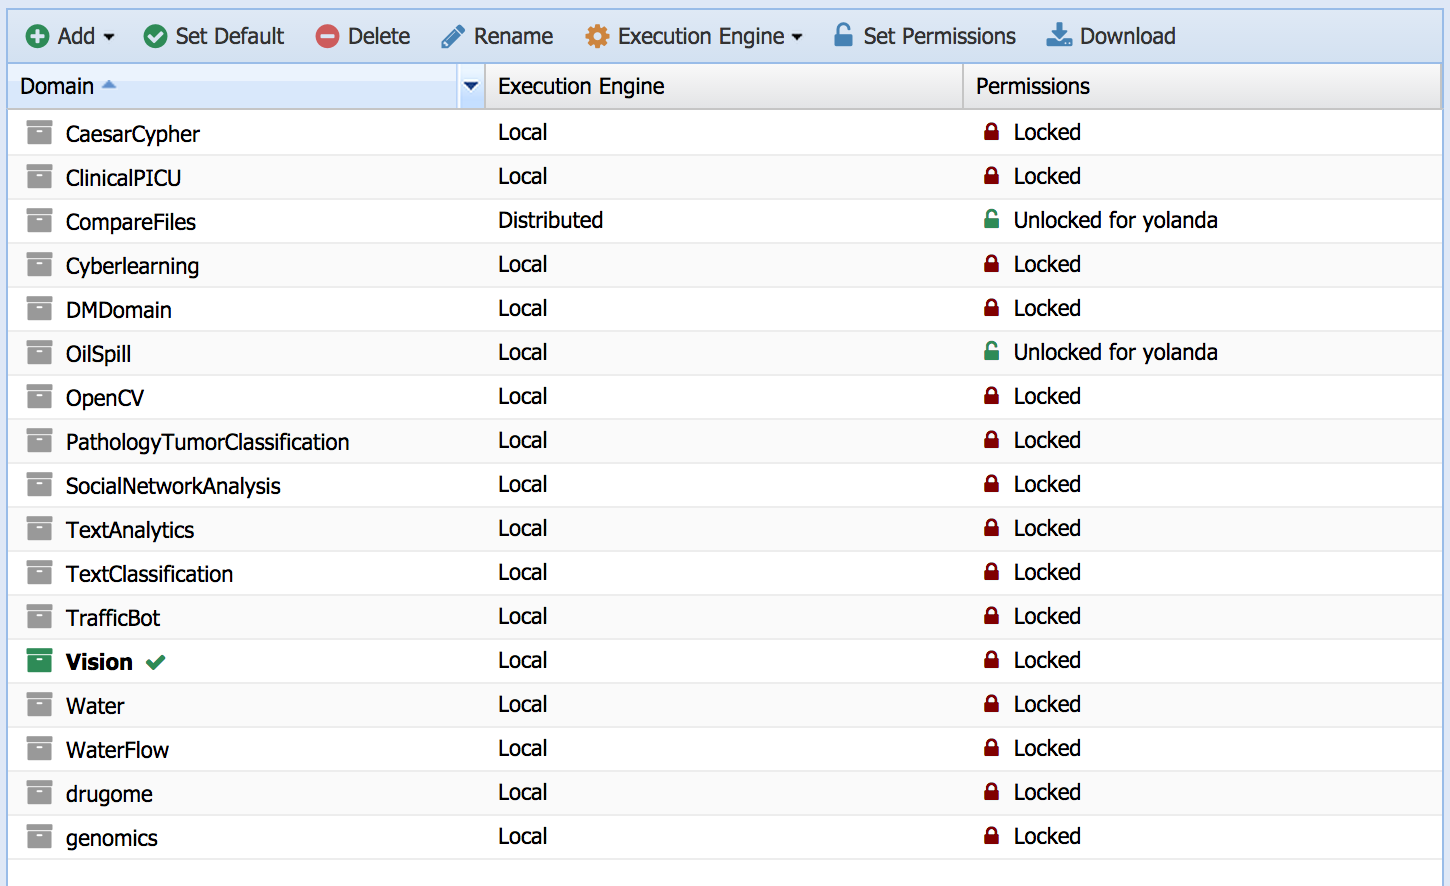 Add Set Default Delete Rename Execution Engine Set Permissions Download
Domain Execution Engine Permissions
CaesarCypher Local Locked
ClinicalPICU Local Locked
CompareFiles Distributed Unlocked for yolanda
Cyberlearning Local Locked
DMDomain Local Locked
OilSpill Local Unlocked for yolanda
OpenCV Local Locked
PathologyTumorClassification Local Locked
SocialNetworkAnalysis Local Locked
TextAnalytics Local Locked
TextClassification Local Locked
TrafficBot Local Locked
Vision Local Locked
Water Local Locked
WaterFlow Local Locked
drugome Local Locked
genomics Local Locked